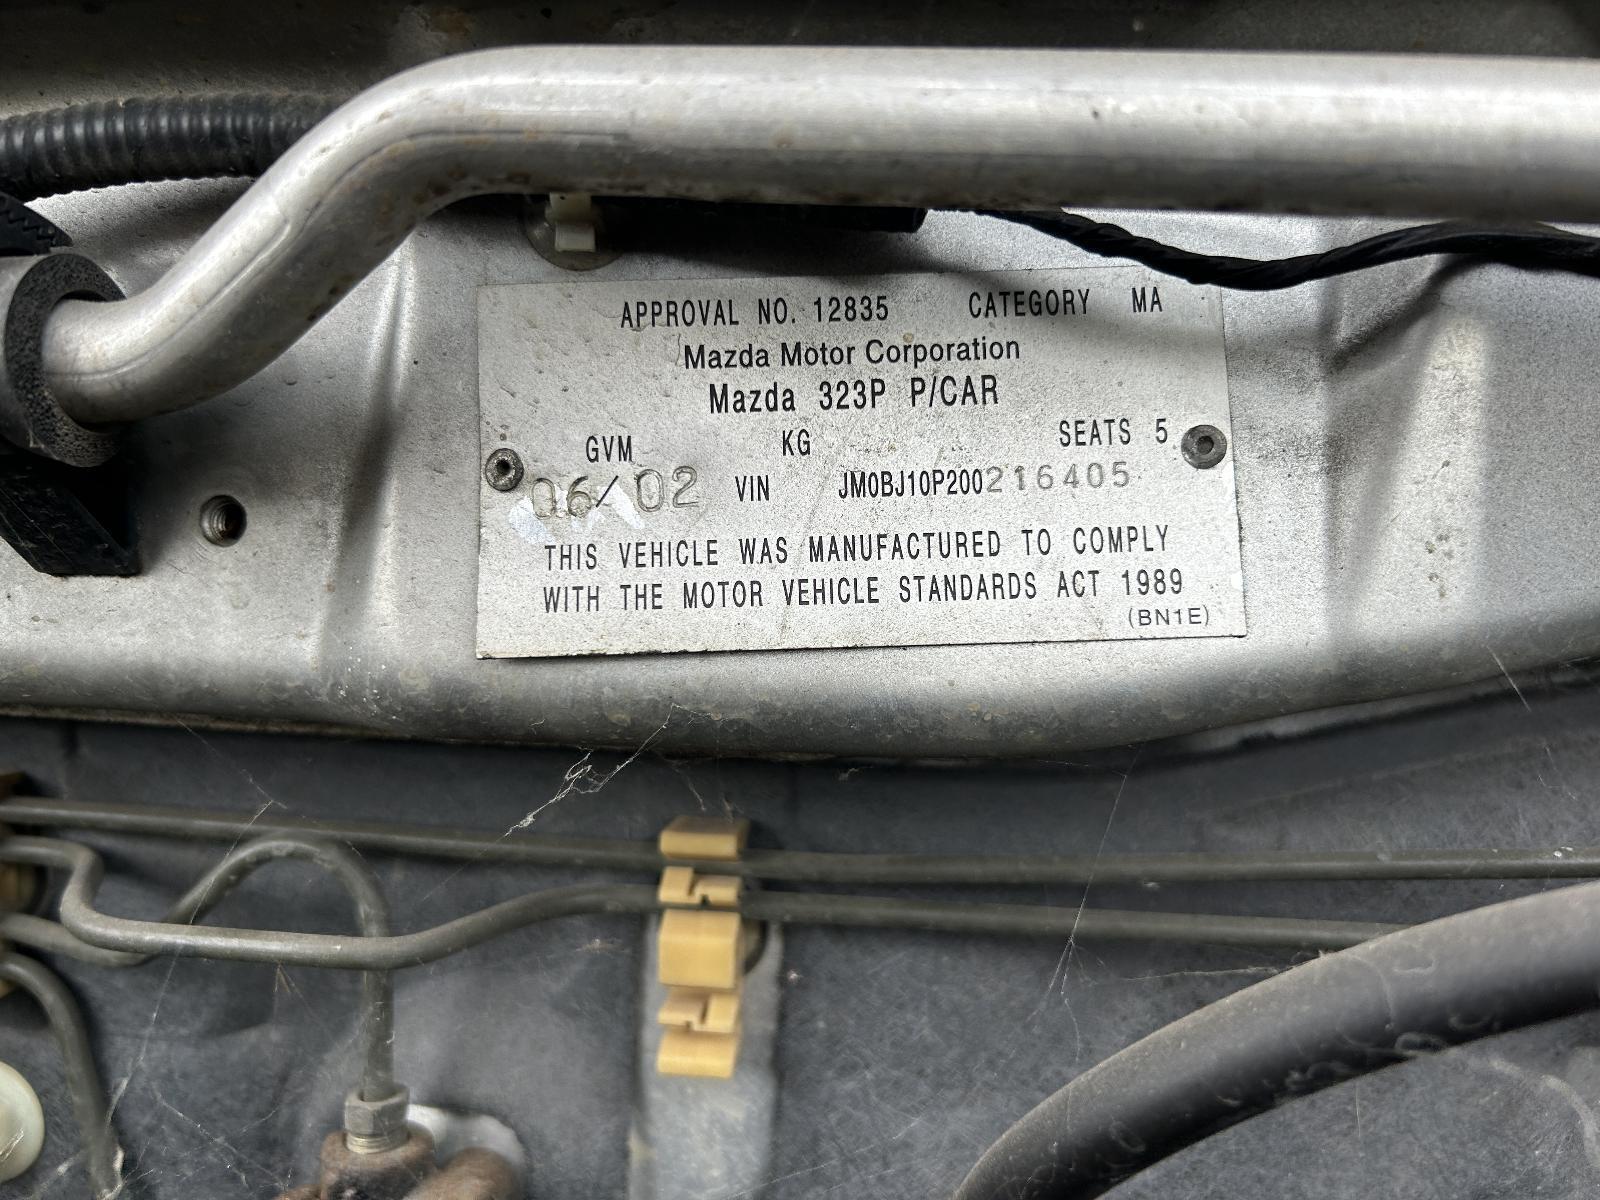 APPROVAL NO. 12835 CATEGORY MA
Mazda Motor Corporation
Mazda 323P P/CAR
GVM KG SEATS 5
06/02 VIN JM0BJ10P200216405
THIS VEHICLE WAS MANUFACTURED TO COMPLY
WITH THE MOTOR VEHICLE STANDARDS ACT 1989
(BN1E)